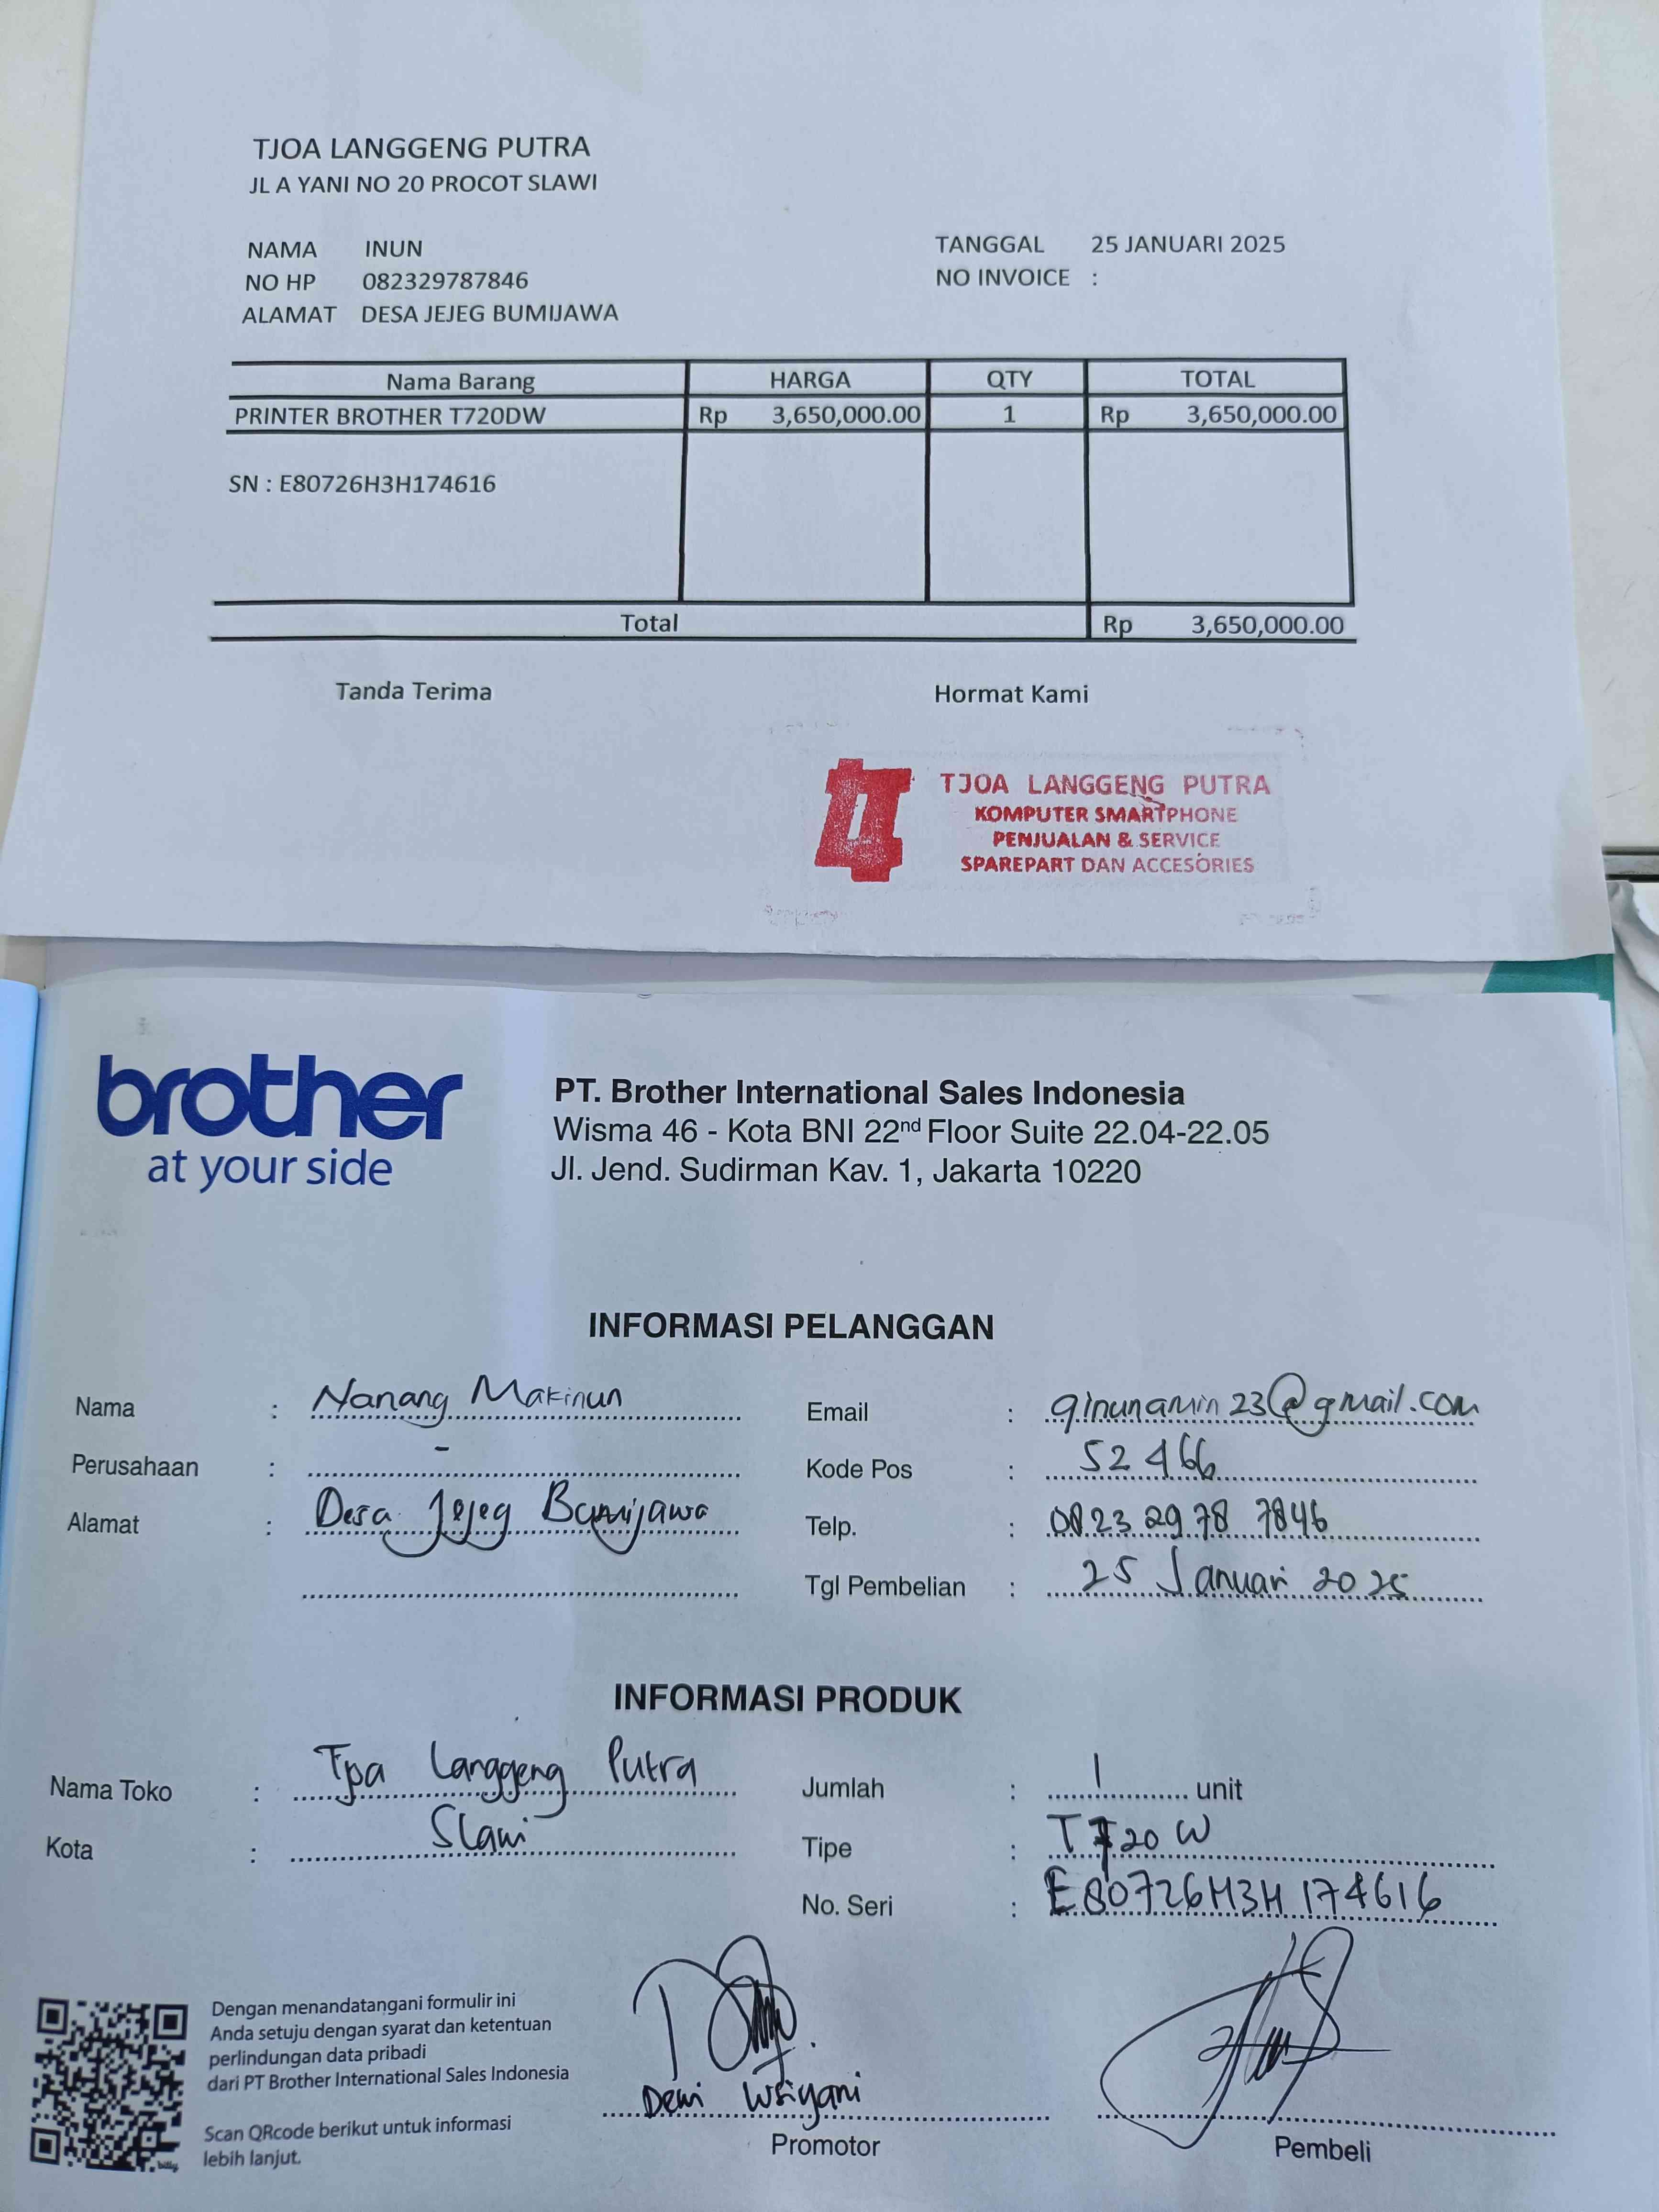 TJOA LANGGENG PUTRA
JL A YANI NO 20 PROCOT SLAWI
NAMA INUN TANGGAL 25 JANUARI 2025
NO HP 082329787846 NO INVOICE :
ALAMAT DESA JEJEG BUMIJAWA
Nama Barang HARGA QTY TOTAL
PRINTER BROTHER T720DW Rp 3,650,000.00 1 Rp 3,650,000.00
SN : E80726H3H174616
Total Rp 3,650,000.00
Tanda Terima Hormat Kami
TJOA LANGGENG PUTRA
KOMPUTER SMARTPHONE
PENJUALAN & SERVICE
SPAREPART DAN ACCESORIES
brother
at your side
PT. Brother International Sales Indonesia
Wisma 46 - Kota BNI 22nd Floor Suite 22.04-22.05
Jl. Jend. Sudirman Kav. 1, Jakarta 10220
INFORMASI PELANGGAN
Nama : Nanang Makinun Email : qinunamin23@gmail.com
Perusahaan : - Kode Pos : 52466
Alamat : Desa Jejeg Bumijawa Telp. : 0823 2978 7846
Tgl Pembelian : 25 Januari 2025
INFORMASI PRODUK
Nama Toko : Tjoa Langgeng Putra Jumlah : 1 unit
Kota : Slawi Tipe : T720W
No. Seri : E80726H3H174616
Dengan menandatangani formulir ini
Anda setuju dengan syarat dan ketentuan
perlindungan data pribadi
dari PT Brother International Sales Indonesia
Scan QRcode berikut untuk informasi
lebih lanjut.
bitly
Dewi
Promotor Pembeli